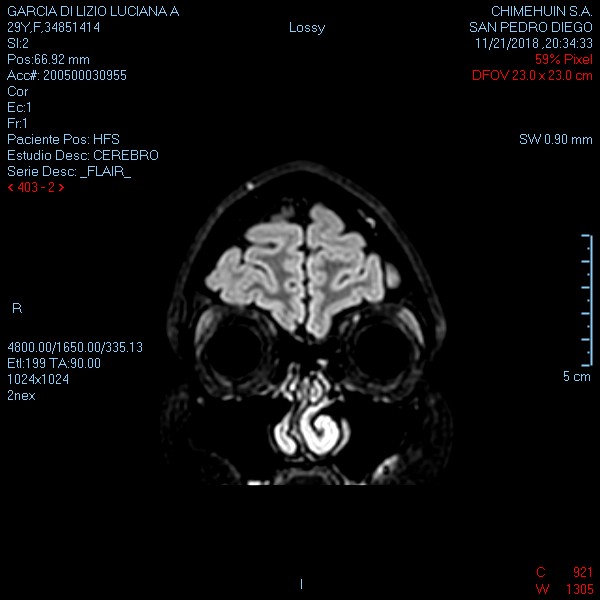 GARCIA DI LIZIO LUCIANA A
29Y,F,34851414
Sl:2
Pos:66.92 mm
Acc#: 200500030955
Cor
Ec:1
Fr:1
Paciente Pos: HFS
Estudio Desc: CEREBRO
Serie Desc: _FLAIR_
< 403 - 2 >
Lossy
CHIMEHUIN S.A.
SAN PEDRO DIEGO
11/21/2018 ,20:34:33
59% Pixel
DFOV 23.0 x 23.0 cm
SW 0.90 mm
R
4800.00/1650.00/335.13
Etl:199 TA:90.00
1024x1024
2nex
5 cm
I
C 921
W 1305